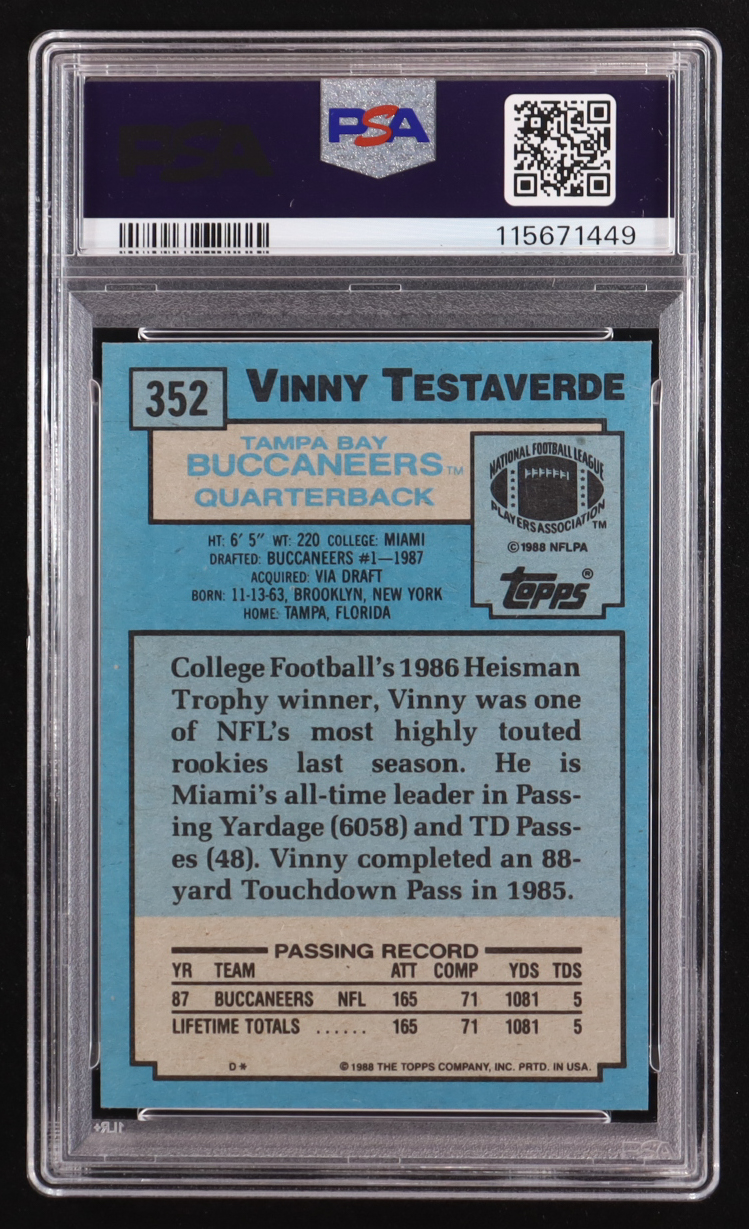 PSA
PSA
115671449
352 VINNY TESTAVERDE
TAMPA BAY
BUCCANEERS™
QUARTERBACK
NATIONAL FOOTBALL LEAGUE
PLAYERS ASSOCIATION™
©1988 NFLPA
topps®
HT: 6' 5" WT: 220 COLLEGE: MIAMI
DRAFTED: BUCCANEERS #1—1987
ACQUIRED: VIA DRAFT
BORN: 11-13-63, BROOKLYN, NEW YORK
HOME: TAMPA, FLORIDA
College Football's 1986 Heisman
Trophy winner, Vinny was one
of NFL's most highly touted
rookies last season. He is
Miami's all-time leader in Pass-
ing Yardage (6058) and TD Pass-
es (48). Vinny completed an 88-
yard Touchdown Pass in 1985.
PASSING RECORD
YR TEAM ATT COMP YDS TDS
87 BUCCANEERS NFL 165 71 1081 5
LIFETIME TOTALS ...... 165 71 1081 5
D* ©1988 THE TOPPS COMPANY, INC. PRTD. IN USA.
PSA